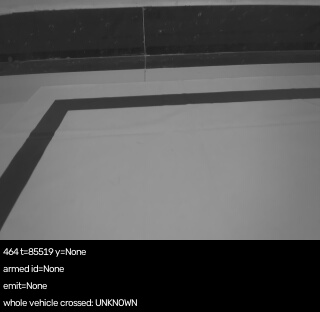 464 t=85519 y=None
armed id=None
emit=None
whole vehicle crossed: UNKNOWN